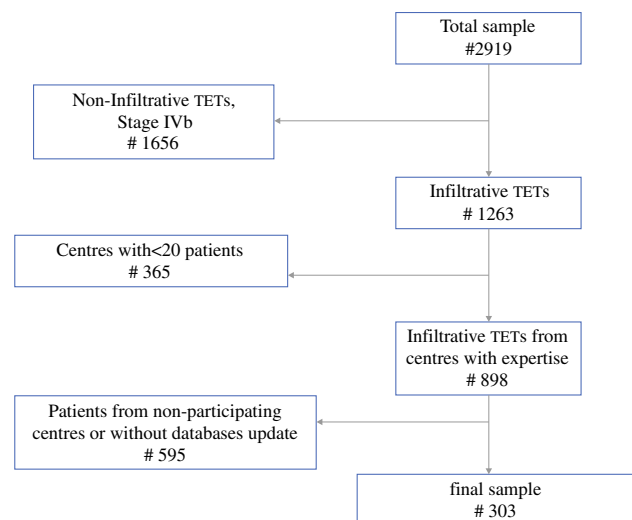 Total sample
#2919
Non-Infiltrative TETs,
Stage IVb
# 1656
Infiltrative TETs
# 1263
Centres with<20 patients
# 365
Infiltrative TETs from
centres with expertise
# 898
Patients from non-participating
centres or without databases update
# 595
final sample
# 303